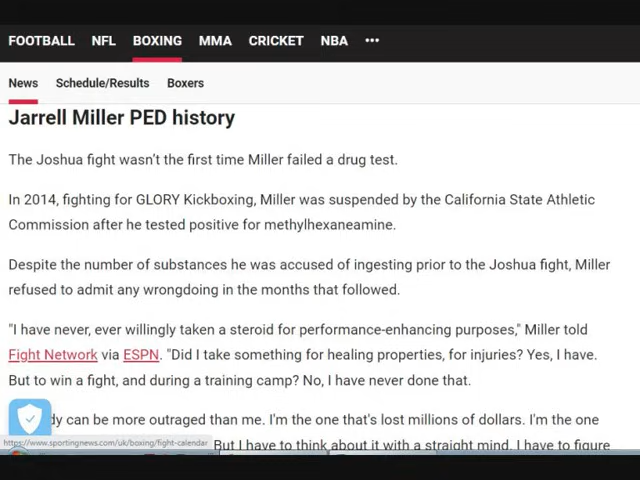 FOOTBALL NFL BOXING MMA CRICKET NBA •••
News Schedule/Results Boxers
Jarrell Miller PED history
The Joshua fight wasn't the first time Miller failed a drug test.
In 2014, fighting for GLORY Kickboxing, Miller was suspended by the California State Athletic
Commission after he tested positive for methylhexaneamine.
Despite the number of substances he was accused of ingesting prior to the Joshua fight, Miller
refused to admit any wrongdoing in the months that followed.
"I have never, ever willingly taken a steroid for performance-enhancing purposes," Miller told
Fight Network via ESPN. "Did I take something for healing properties, for injuries? Yes, I have.
But to win a fight, and during a training camp? No, I have never done that.
dy can be more outraged than me. I'm the one that's lost millions of dollars. I'm the one
https://www.sportingnews.com/uk/boxing/fight-calendar
But I have to think about it with a straight mind. I have to figure